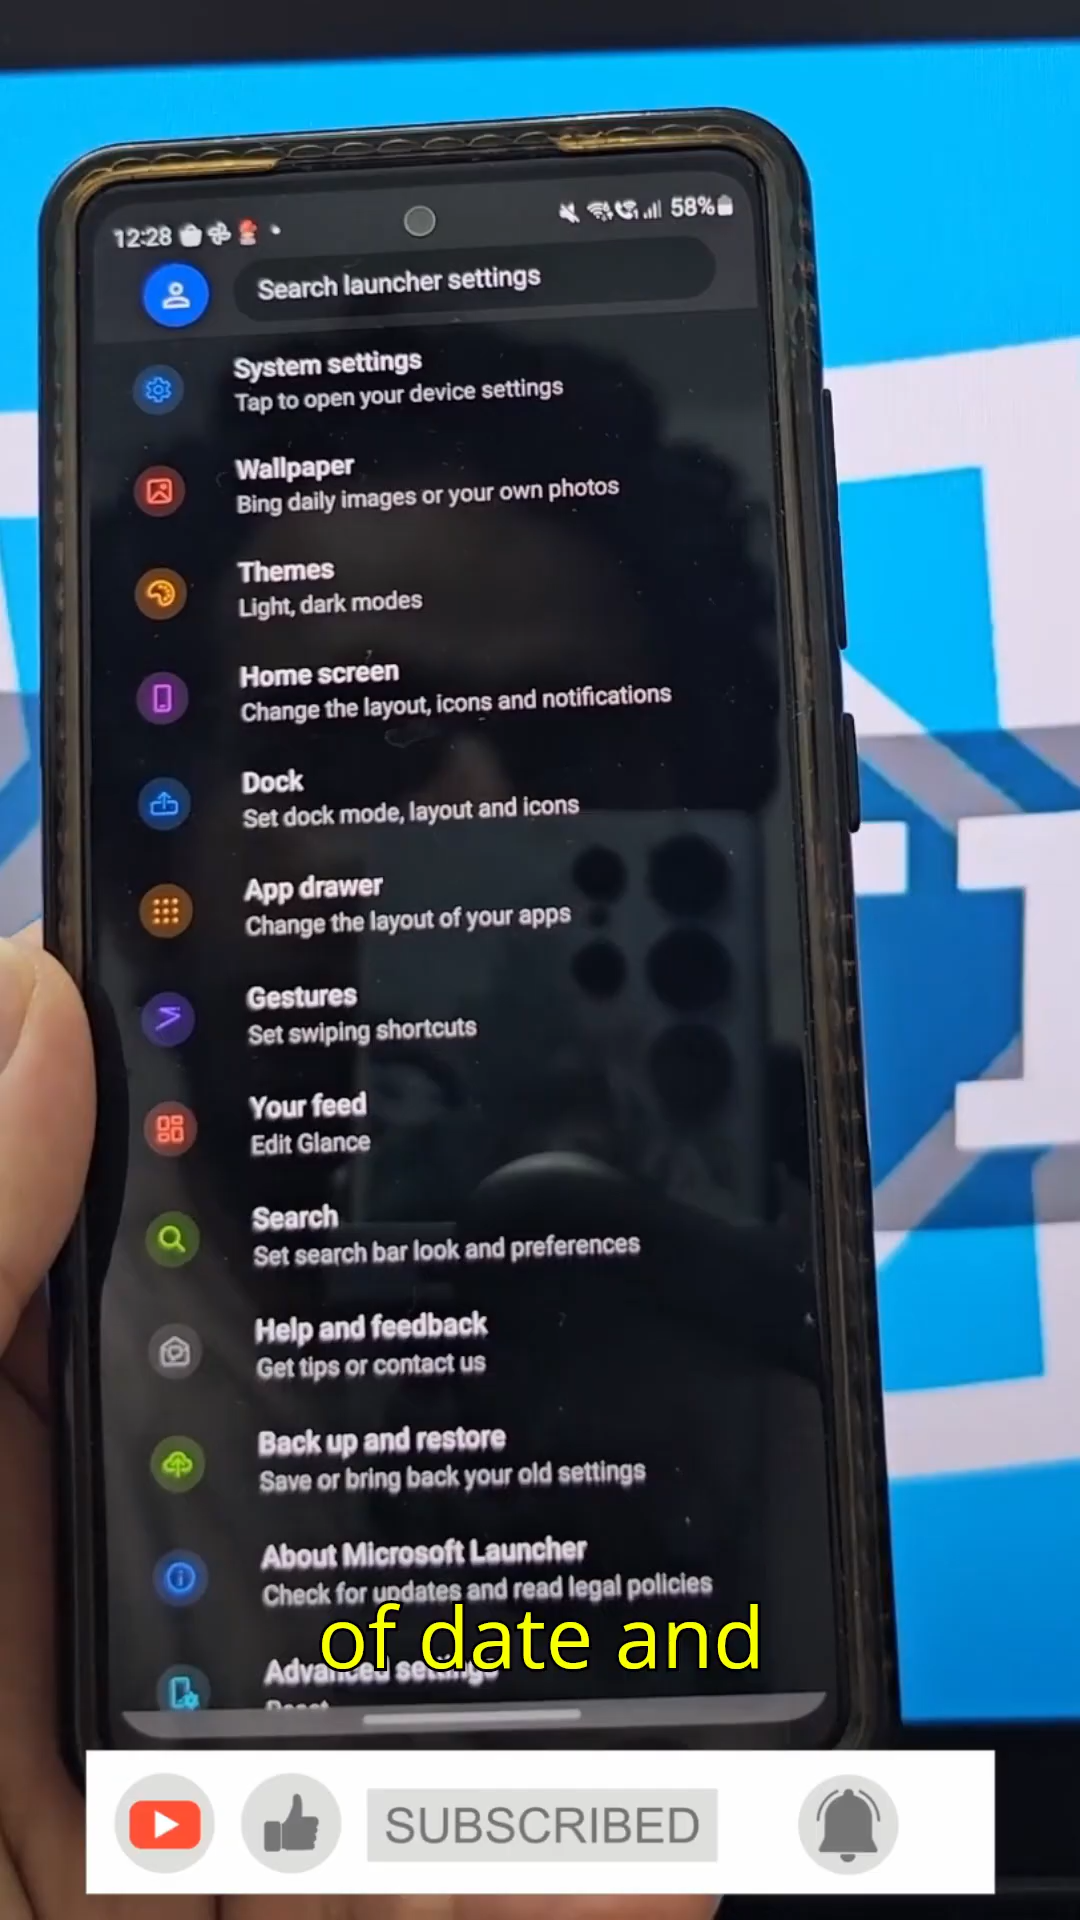 12:28
58%
Search launcher settings
System settings
Tap to open your device settings
Wallpaper
Bing daily images or your own photos
Themes
Light, dark modes
Home screen
Change the layout, icons and notifications
Dock
Set dock mode, layout and icons
App drawer
Change the layout of your apps
Gestures
Set swiping shortcuts
Your feed
Edit Glance
Search
Set search bar look and preferences
Help and feedback
Get tips or contact us
Back up and restore
Save or bring back your old settings
About Microsoft Launcher
Check for updates and read legal policies
of date and
Advanced settings
Reset
SUBSCRIBED